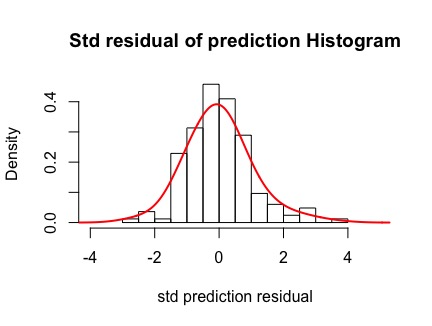 Std residual of prediction Histogram
Density
0.4
0.2
0.0
-4 -2 0 2 4
std prediction residual